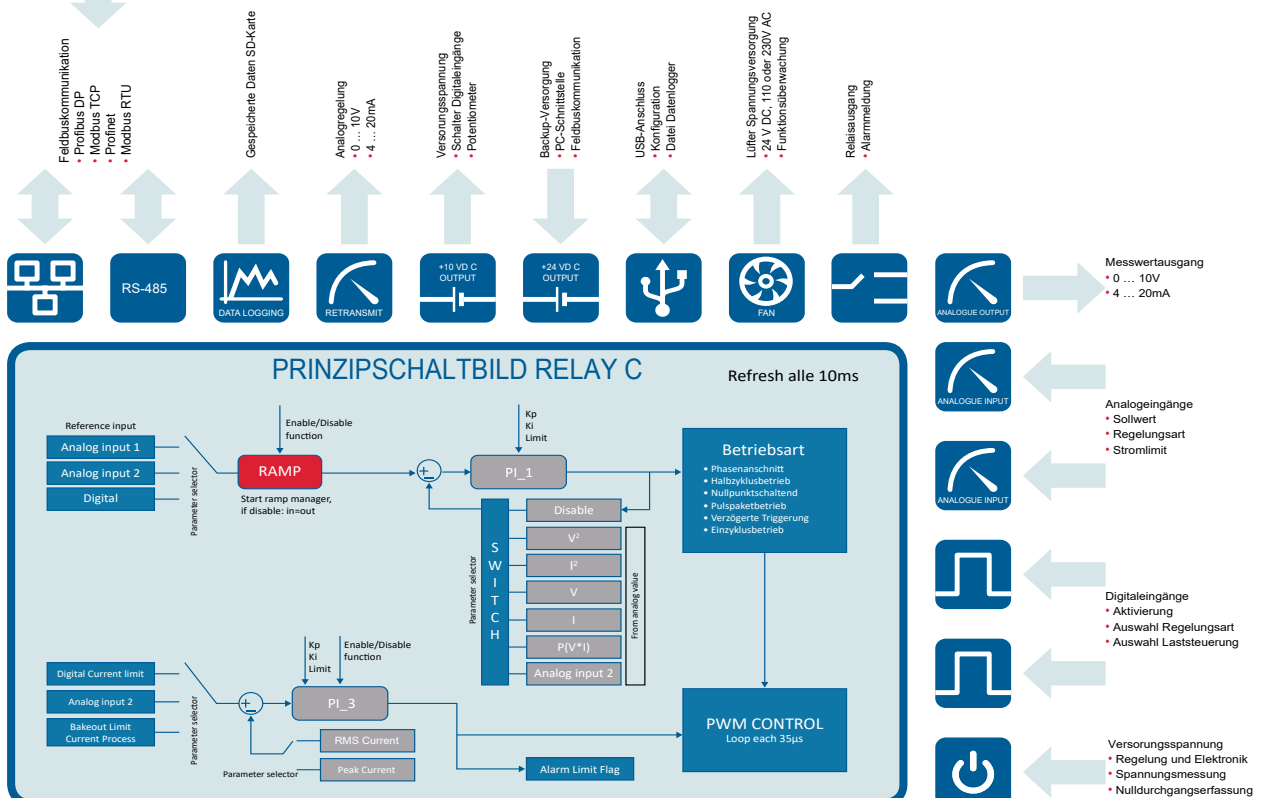 Feldbuskommunikation
• Profibus DP
• Modbus TCP
• Profinet
• Modbus RTU
Gespeicherte Daten SD-Karte
Analogregelung
• 0 … 10V
• 4 … 20mA
Versorungsspannung
• Schalter Digitaleingänge
• Potentiometer
Backup-Versorgung
• PC-Schnittstelle
• Feldbuskommunikation
USB-Anschluss
• Konfiguration
• Datei Datenlogger
Lüfter Spannungsversorgung
• 24 V DC, 110 oder 230V AC
• Funktionsüberwachung
Relaisausgang
• Alarmmeldung
RS-485
DATA LOGGING
RETRANSMIT
+10 VD C
OUTPUT
+24 VD C
OUTPUT
FAN
ANALOGUE OUTPUT
Messwertausgang
• 0 … 10V
• 4 … 20mA
ANALOGUE INPUT
ANALOGUE INPUT
Analogeingänge
• Sollwert
• Regelungsart
• Stromlimit
Digitaleingänge
• Aktivierung
• Auswahl Regelungsart
• Auswahl Laststeuerung
Versorungsspannung
• Regelung und Elektronik
• Spannungsmessung
• Nulldurchgangserfassung
PRINZIPSCHALTBILD RELAY C
Refresh alle 10ms
Reference input
Analog input 1
Analog input 2
Digital
Parameter selector
Enable/Disable
function
RAMP
Start ramp manager,
if disable: in=out
+
–
Kp
Ki
Limit
PI_1
Betriebsart
• Phasenanschnitt
• Halbzyklusbetrieb
• Nullpunktschaltend
• Pulspaketbetrieb
• Verzögerte Triggerung
• Einzyklusbetrieb
Parameter selector
SWITCH
Disable
V²
I²
V
I
P(V*I)
Analog input 2
From analog value
Digital Current limit
Analog input 2
Bakeout Limit
Current Process
Parameter selector
+
–
Kp
Ki
Limit
Enable/Disable
function
PI_3
RMS Current
Peak Current
Parameter selector
Alarm Limit Flag
PWM CONTROL
Loop each 35µs